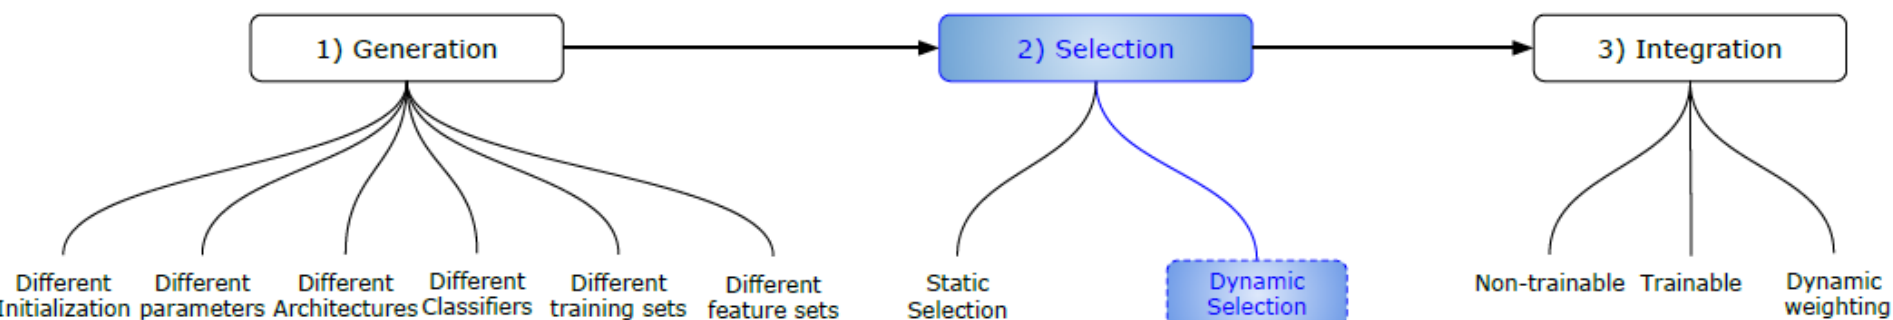 1) Generation
2) Selection
3) Integration
Different
Initialization
Different
parameters
Different
Architectures
Different
Classifiers
Different
training sets
Different
feature sets
Static
Selection
Dynamic
Selection
Non-trainable
Trainable
Dynamic
weighting